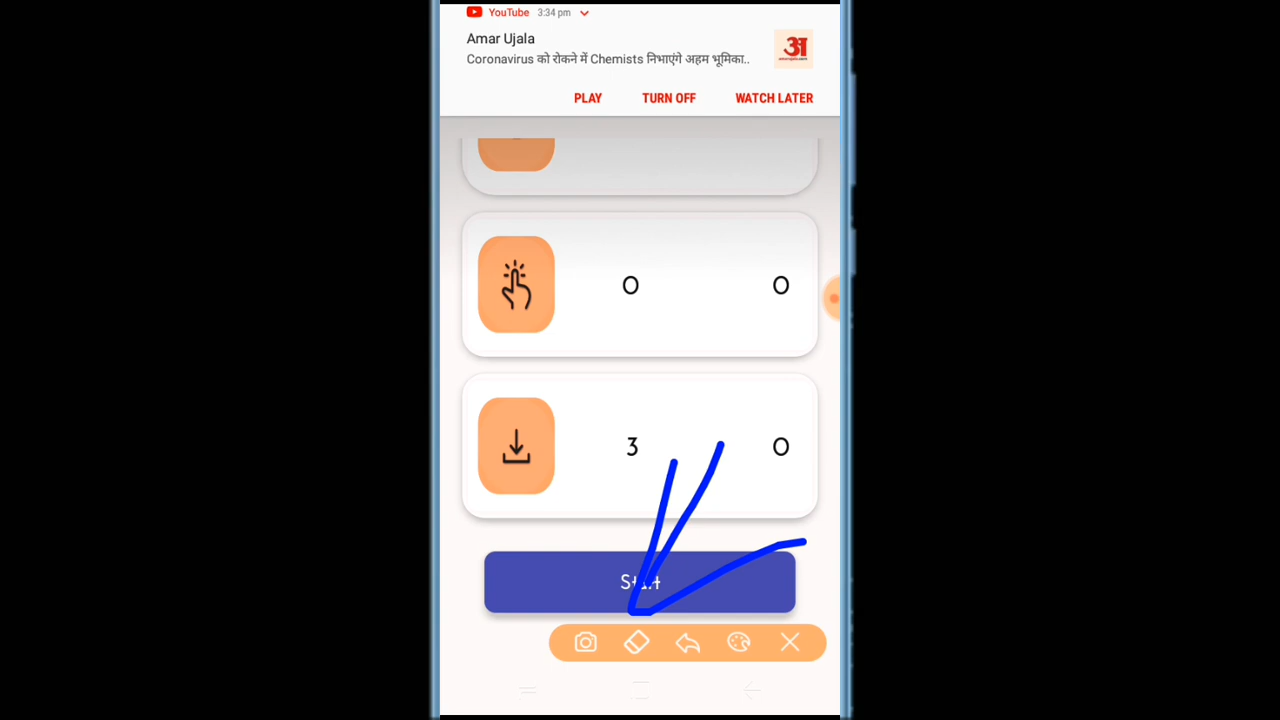 YouTube 3:34 pm
Amar Ujala
Coronavirus को रोकने में Chemists निभाएंगे अहम भूमिका..
अ
PLAY TURN OFF WATCH LATER
0 0
3 0
Start